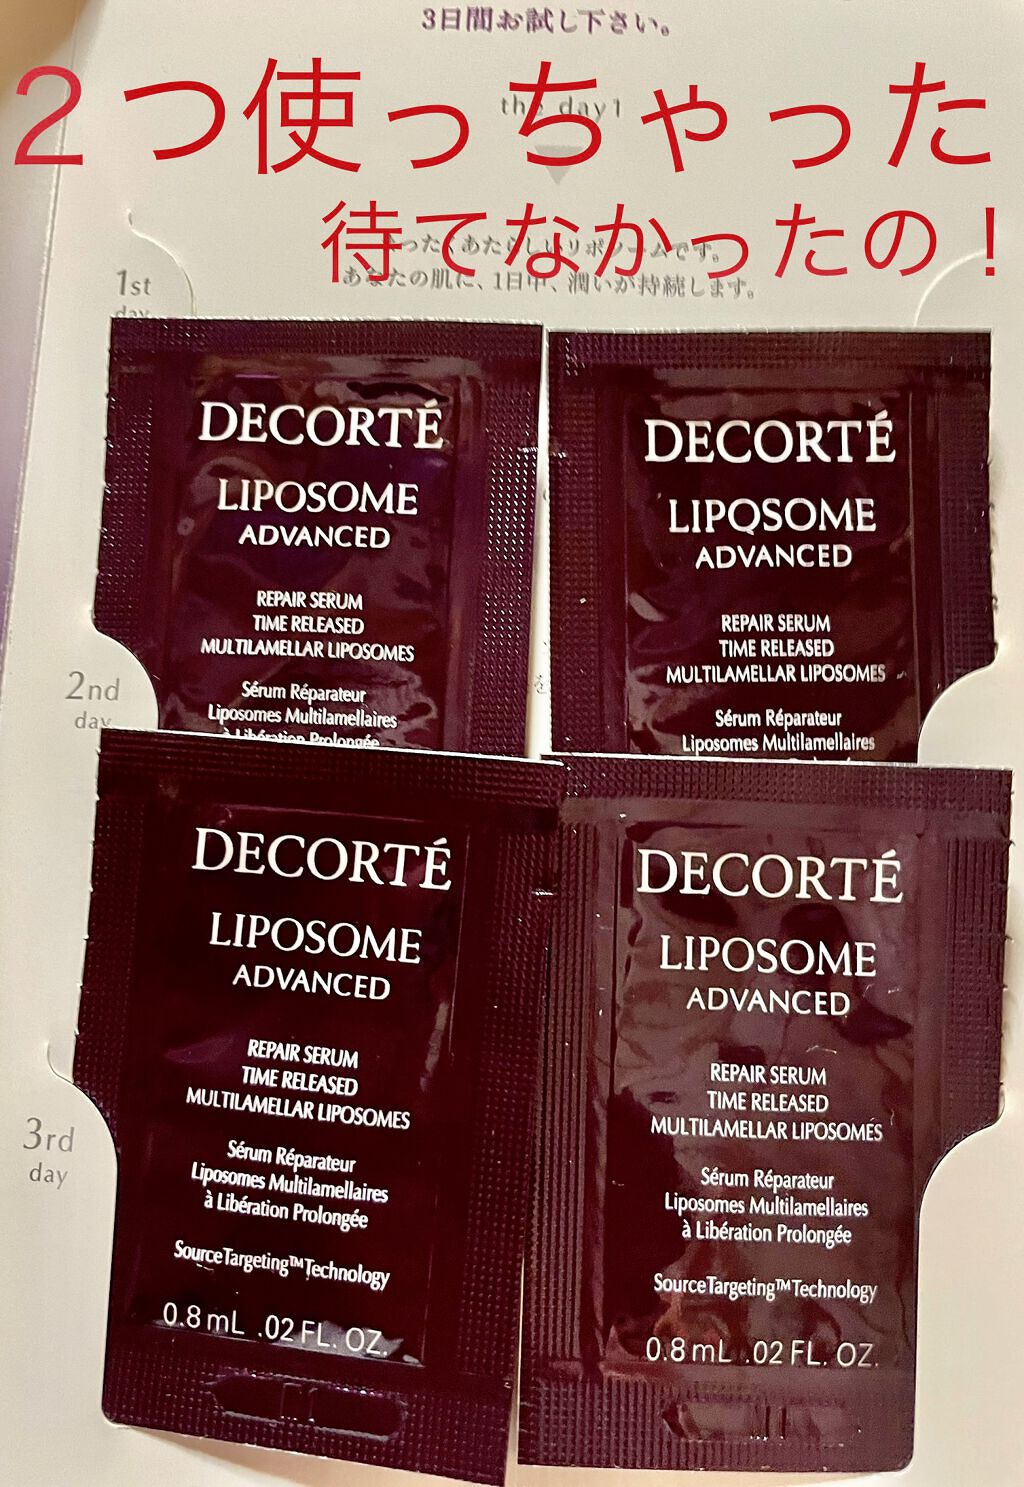 3日間お試し下さい。
the day1
２つ使っちゃった
待てなかったの！
あなたの肌に、1日中、潤いが持続します。
1st
day
DECORTÉ
LIPOSOME
ADVANCED
REPAIR SERUM
TIME RELEASED
MULTILAMELLAR LIPOSOMES
Sérum Réparateur
Liposomes Multilamellaires
à Libération Prolongée
DECORTÉ
LIPOSOME
ADVANCED
REPAIR SERUM
TIME RELEASED
MULTILAMELLAR LIPOSOMES
Sérum Réparateur
Liposomes Multilamellaires
2nd
day
DECORTÉ
LIPOSOME
ADVANCED
REPAIR SERUM
TIME RELEASED
MULTILAMELLAR LIPOSOMES
Sérum Réparateur
Liposomes Multilamellaires
à Libération Prolongée
SourceTargeting™Technology
0.8 mL .02 FL. OZ.
DECORTÉ
LIPOSOME
ADVANCED
REPAIR SERUM
TIME RELEASED
MULTILAMELLAR LIPOSOMES
Sérum Réparateur
Liposomes Multilamellaires
à Libération Prolongée
SourceTargeting™Technology
0.8 mL .02 FL. OZ.
3rd
day